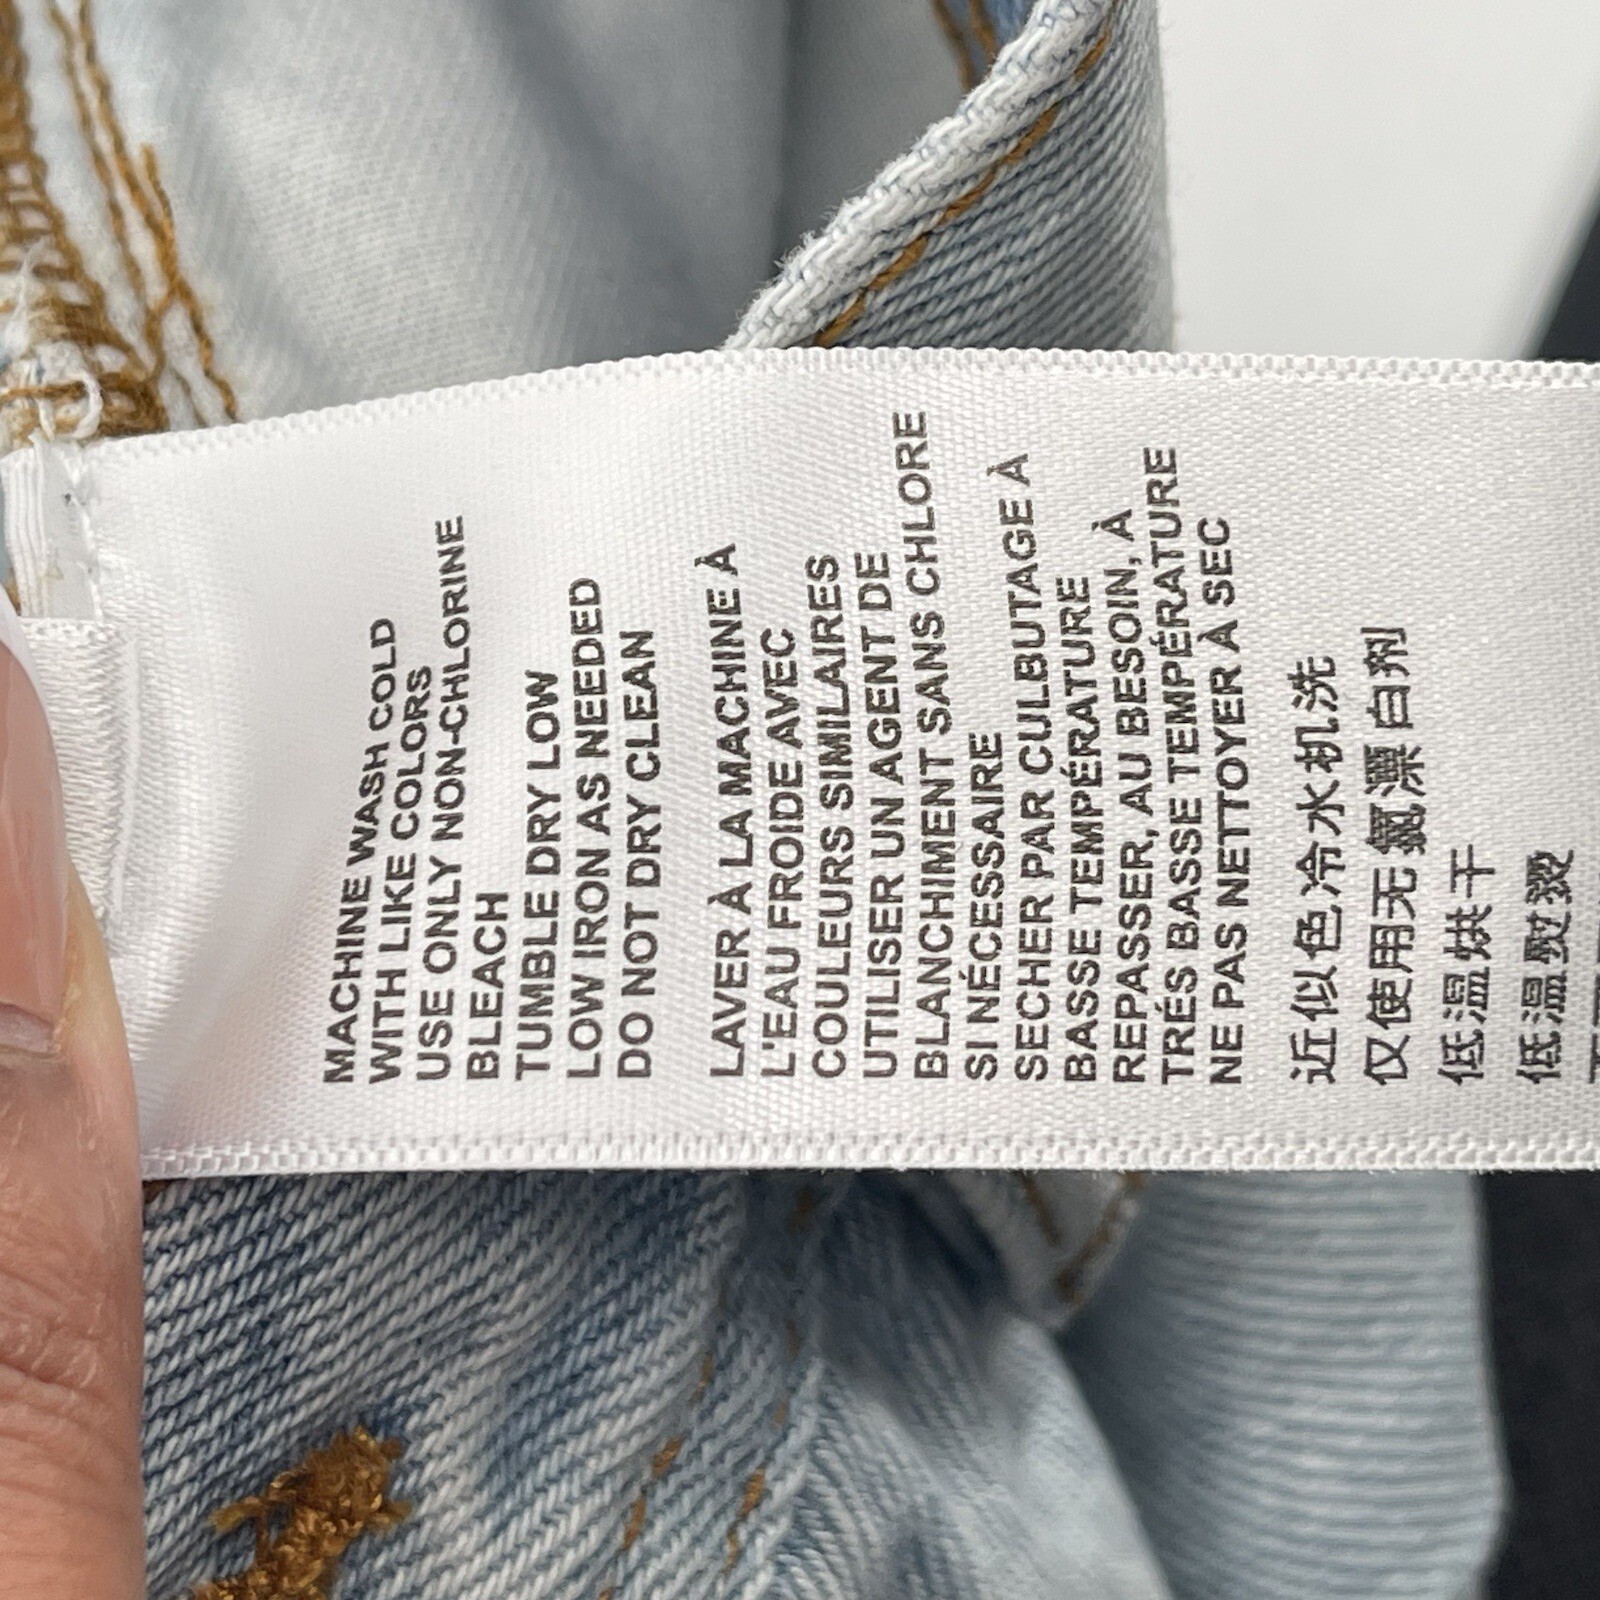 MACHINE WASH COLD
WITH LIKE COLORS
USE ONLY NON-CHLORINE
BLEACH
TUMBLE DRY LOW
LOW IRON AS NEEDED
DO NOT DRY CLEAN
LAVER À LA MACHINE À
L'EAU FROIDE AVEC
COULEURS SIMILAIRES
UTILISER UN AGENT DE
BLANCHIMENT SANS CHLORE
SI NÉCESSAIRE
SECHER PAR CULBUTAGE À
BASSE TEMPÉRATURE
REPASSER, AU BESOIN, À
TRÉS BASSE TEMPÉRATURE
NE PAS NETTOYER À SEC
近似色冷水机洗
仅使用无氯漂白剂
低温烘干
低温熨烫